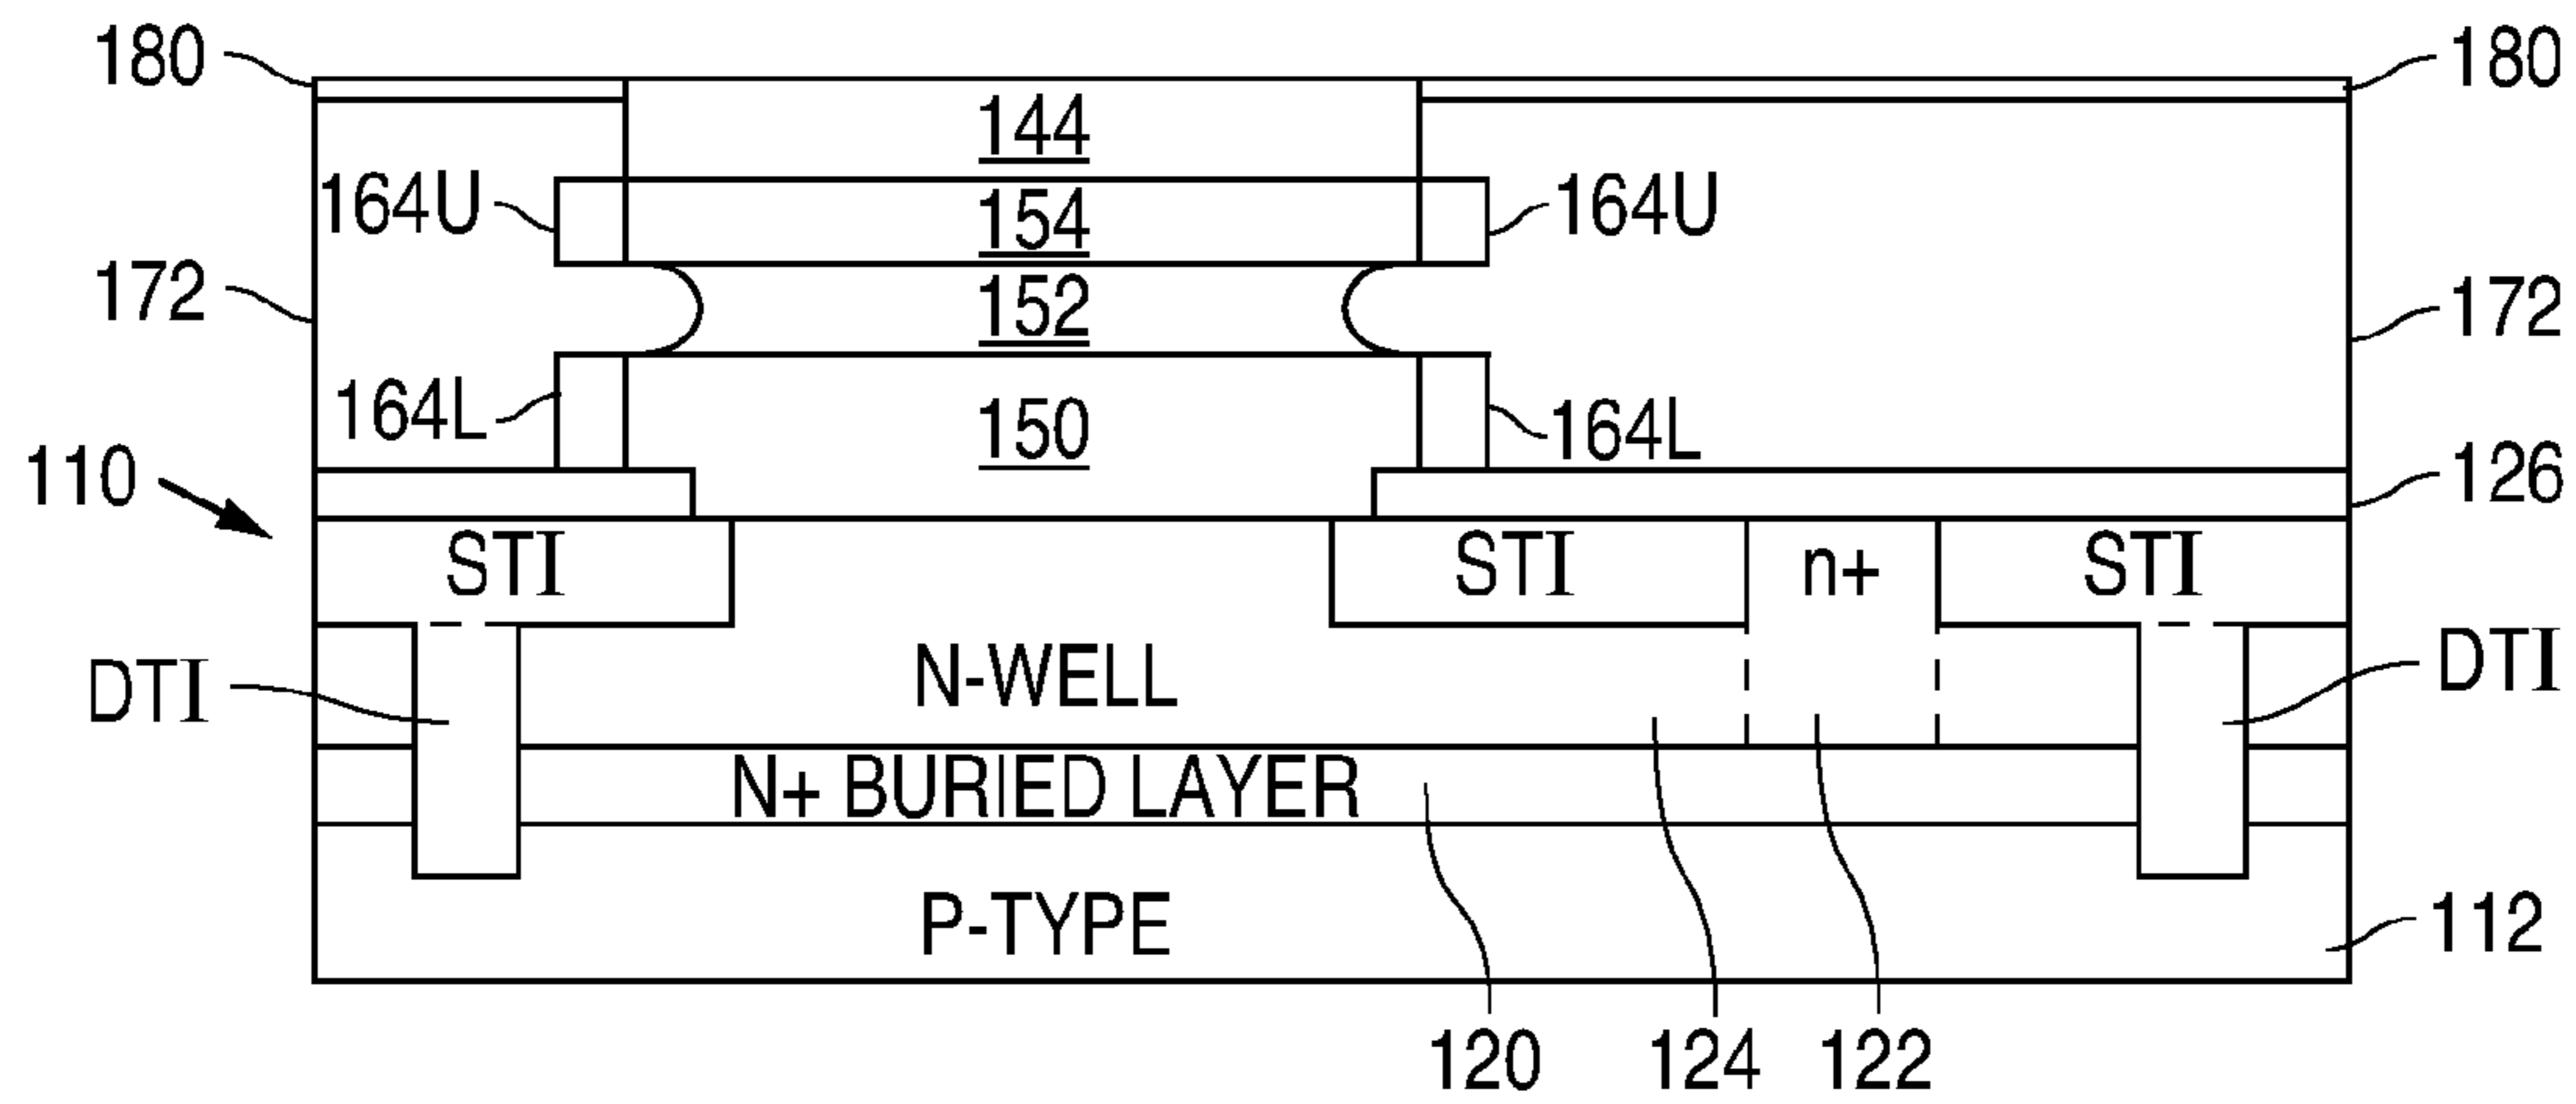 180 180
144
164U 154 164U
172 152 172
164L 150 164L
110 126
STI STI n+ STI
DTI N-WELL DTI
N+ BURIED LAYER
P-TYPE 112
120 124 122